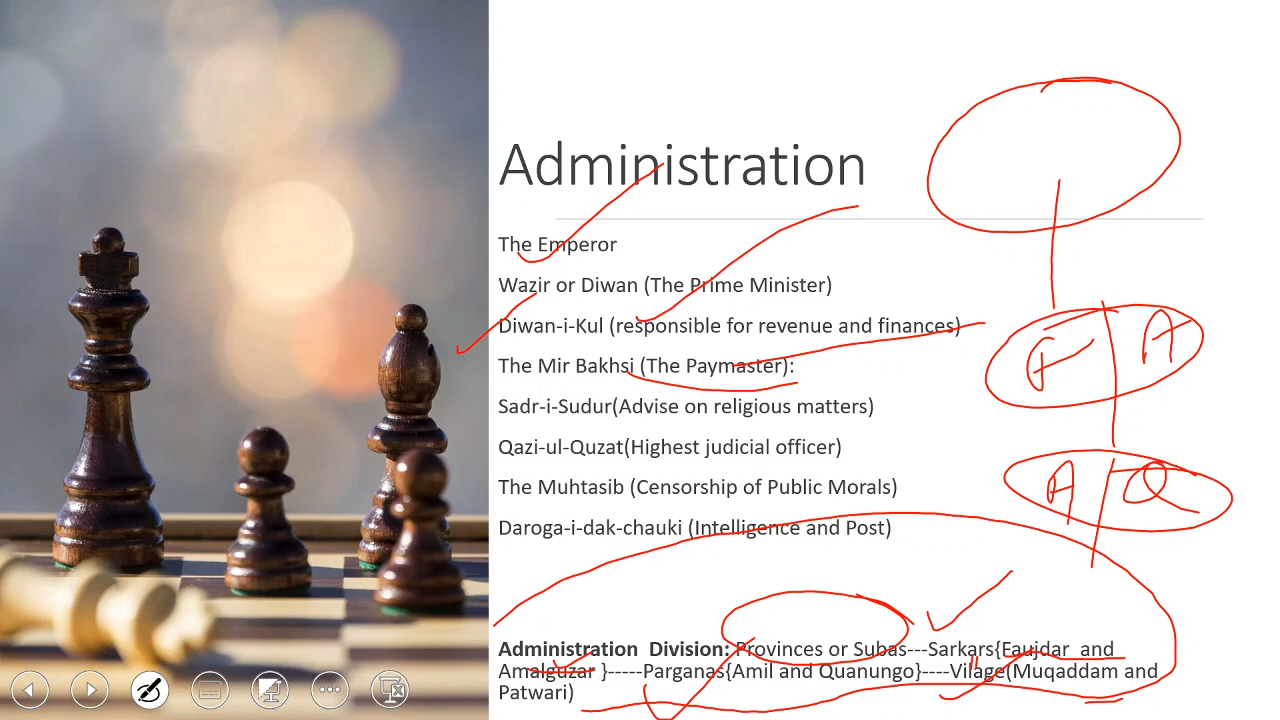 Administration
The Emperor
Wazir or Diwan (The Prime Minister)
Diwan-i-Kul (responsible for revenue and finances)
The Mir Bakhsi (The Paymaster):
F A
Sadr-i-Sudur(Advise on religious matters)
Qazi-ul-Quzat(Highest judicial officer)
The Muhtasib (Censorship of Public Morals)
A Q
Daroga-i-dak-chauki (Intelligence and Post)
Administration Division: Provinces or Subas---Sarkars{Faujdar and
Amalguzar }-----Parganas{Amil and Quanungo}----Village(Muqaddam and
Patwari)